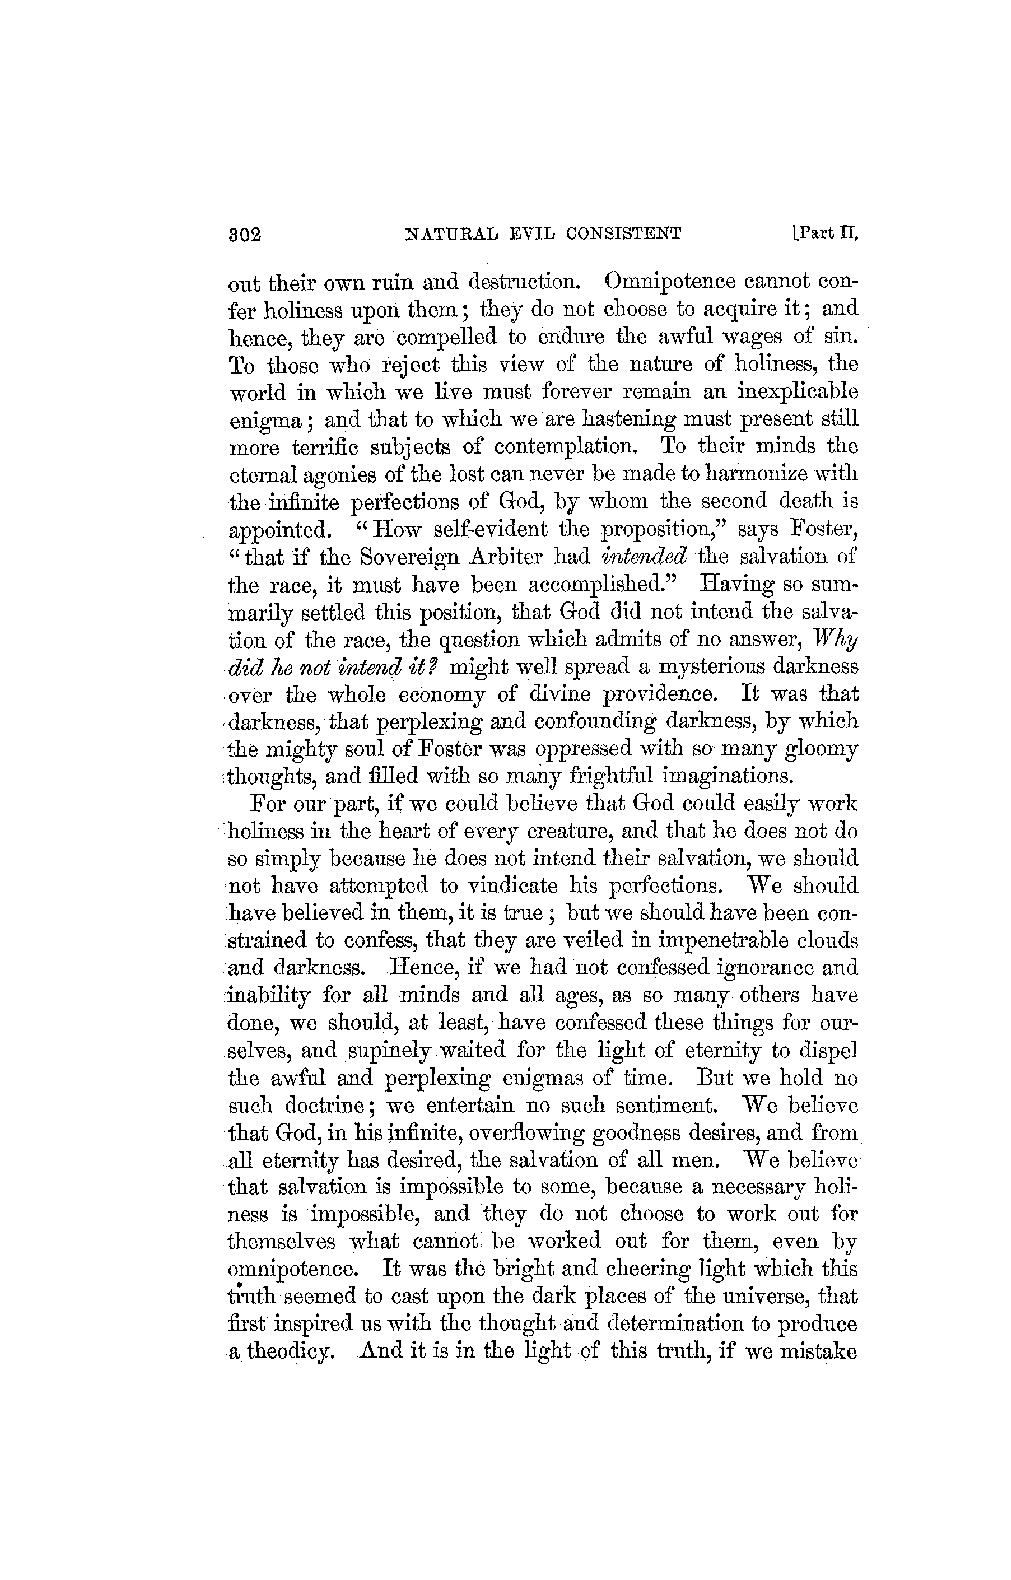 302 NATURAL EVIL CONSISTENT [Part II,
out their own ruin and destruction. Omnipotence cannot con-
fer holiness upon them; they do not choose to acquire it; and
hence, they are compelled to endure the awful wages of sin.
To those who reject this view of the nature of holiness, the
world in which we live must forever remain an inexplicable
enigma; and that to which we are hastening must present still
more terrific subjects of contemplation. To their minds the
eternal agonies of the lost can never be made to harmonize with
the infinite perfections of God, by whom the second death is
appointed. "How self-evident the proposition," says Foster,
"that if the Sovereign Arbiter had intended the salvation of
the race, it must have been accomplished." Having so sum-
marily settled this position, that God did not intend the salva-
tion of the race, the question which admits of no answer, Why
did he not intend it? might well spread a mysterious darkness
over the whole economy of divine providence. It was that
darkness, that perplexing and confounding darkness, by which
the mighty soul of Foster was oppressed with so many gloomy
thoughts, and filled with so many frightful imaginations.
For our part, if we could believe that God could easily work
holiness in the heart of every creature, and that he does not do
so simply because he does not intend their salvation, we should
not have attempted to vindicate his perfections. We should
have believed in them, it is true; but we should have been con-
strained to confess, that they are veiled in impenetrable clouds
and darkness. Hence, if we had not confessed ignorance and
inability for all minds and all ages, as so many others have
done, we should, at least, have confessed these things for our-
selves, and supinely waited for the light of eternity to dispel
the awful and perplexing enigmas of time. But we hold no
such doctrine; we entertain no such sentiment. We believe
that God, in his infinite, overflowing goodness desires, and from
all eternity has desired, the salvation of all men. We believe
that salvation is impossible to some, because a necessary holi-
ness is impossible, and they do not choose to work out for
themselves what cannot be worked out for them, even by
omnipotence. It was the bright and cheering light which this
truth seemed to cast upon the dark places of the universe, that
first inspired us with the thought and determination to produce
a theodicy. And it is in the light of this truth, if we mistake